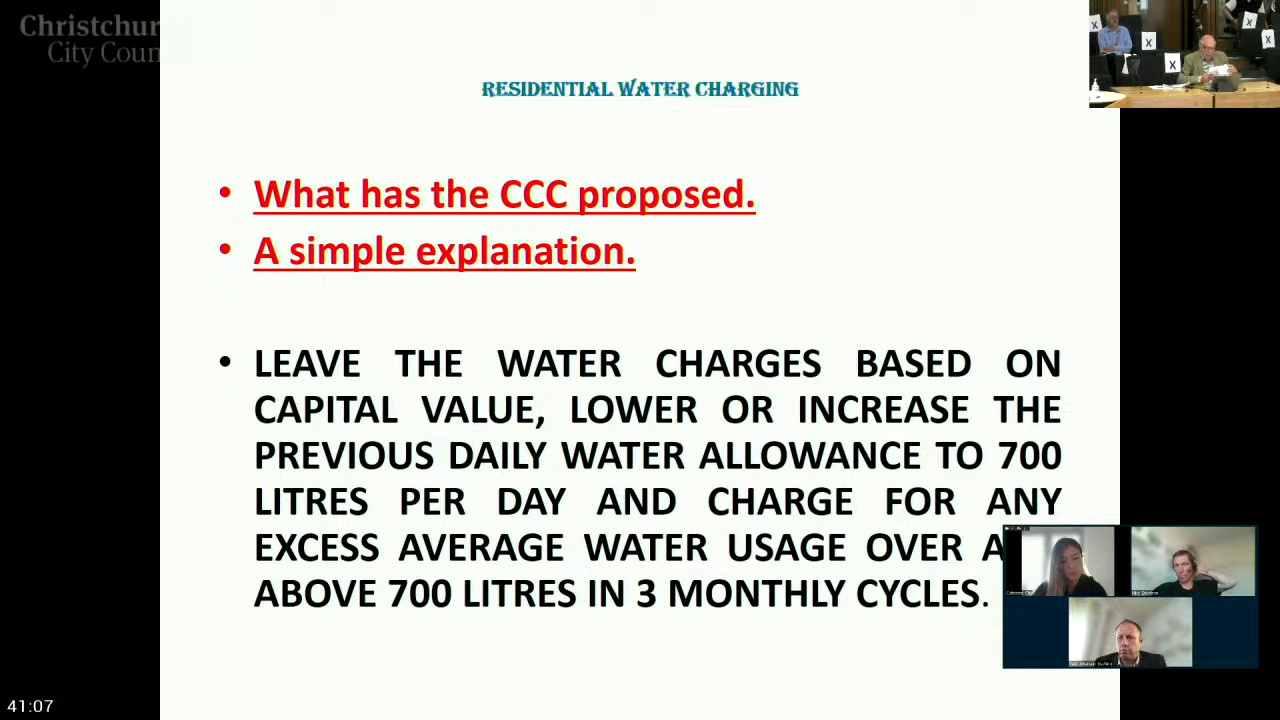 Christchur
City Coun
RESIDENTIAL WATER CHARGING
X
X
X
X
X
• What has the CCC proposed.
• A simple explanation.
• LEAVE THE WATER CHARGES BASED ON
CAPITAL VALUE, LOWER OR INCREASE THE
PREVIOUS DAILY WATER ALLOWANCE TO 700
LITRES PER DAY AND CHARGE FOR ANY
EXCESS AVERAGE WATER USAGE OVER A
ABOVE 700 LITRES IN 3 MONTHLY CYCLES.
41:07